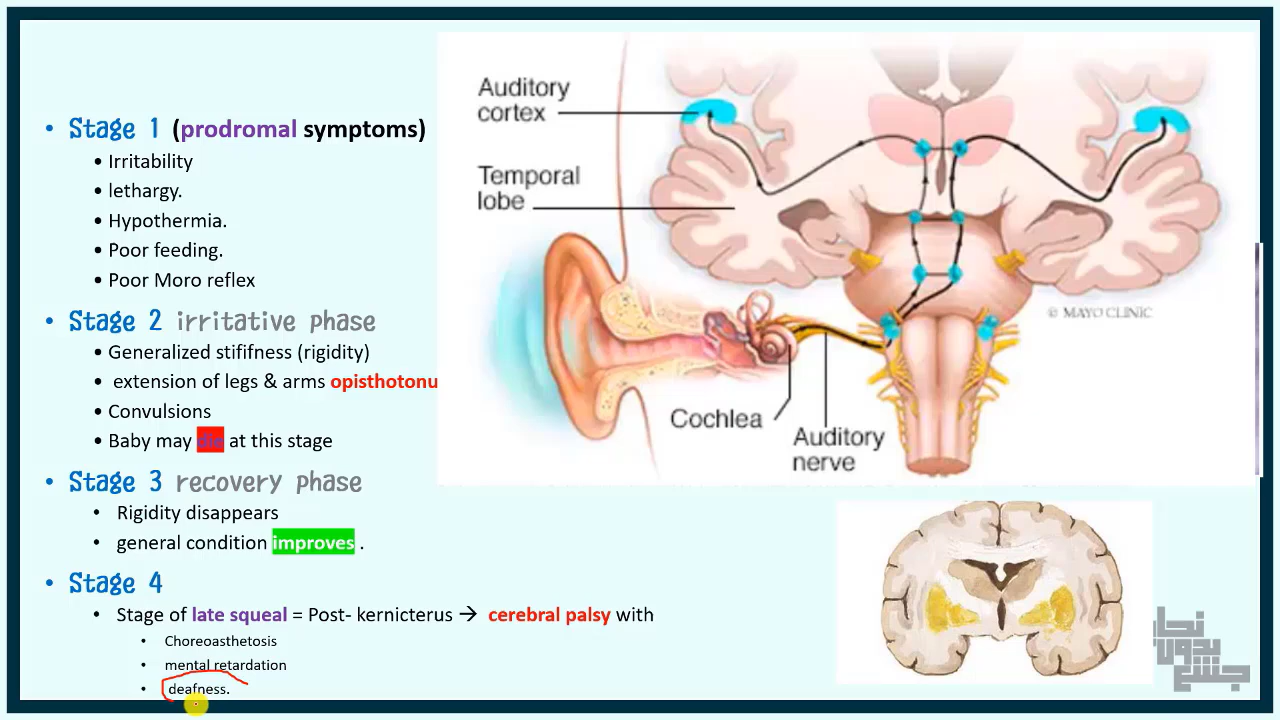 Stage 1 (prodromal symptoms)
Irritability
lethargy.
Hypothermia.
Poor feeding.
Poor Moro reflex
Stage 2 irritative phase
Generalized stififness (rigidity)
extension of legs & arms opisthotonu
Convulsions
Baby may die at this stage
Stage 3 recovery phase
Rigidity disappears
general condition improves .
Stage 4
Stage of late squeal = Post- kernicterus → cerebral palsy with
Choreoasthetosis
mental retardation
deafness.
Auditory
cortex
Temporal
lobe
© MAYO CLINIC
Cochlea
Auditory
nerve
نجاح
بدون